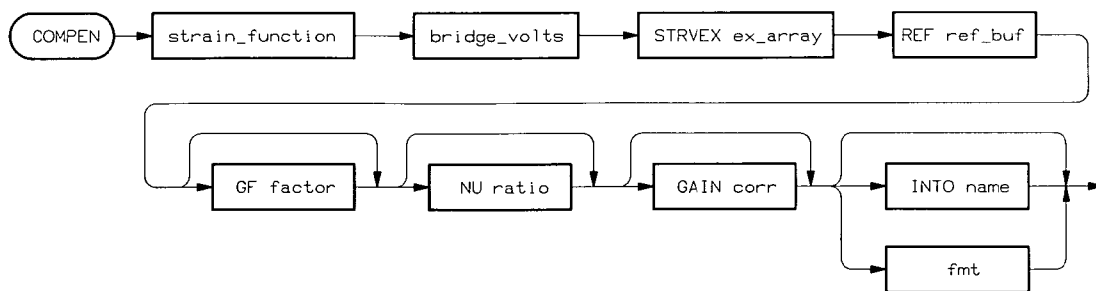 COMPEN strain_function bridge_volts STRVEX ex_array REF ref_buf
GF factor NU ratio GAIN corr INTO name
fmt